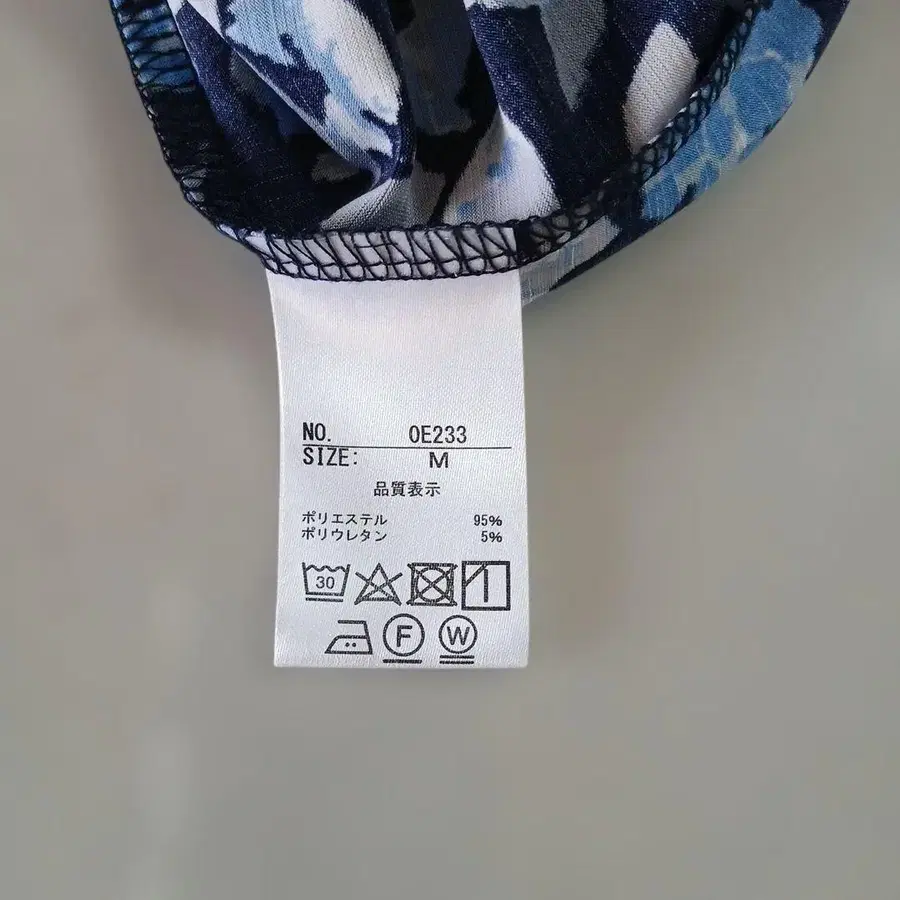 NO. 0E233
SIZE: M
品質表示
ポリエステル 95%
ポリウレタン 5%
30
F W